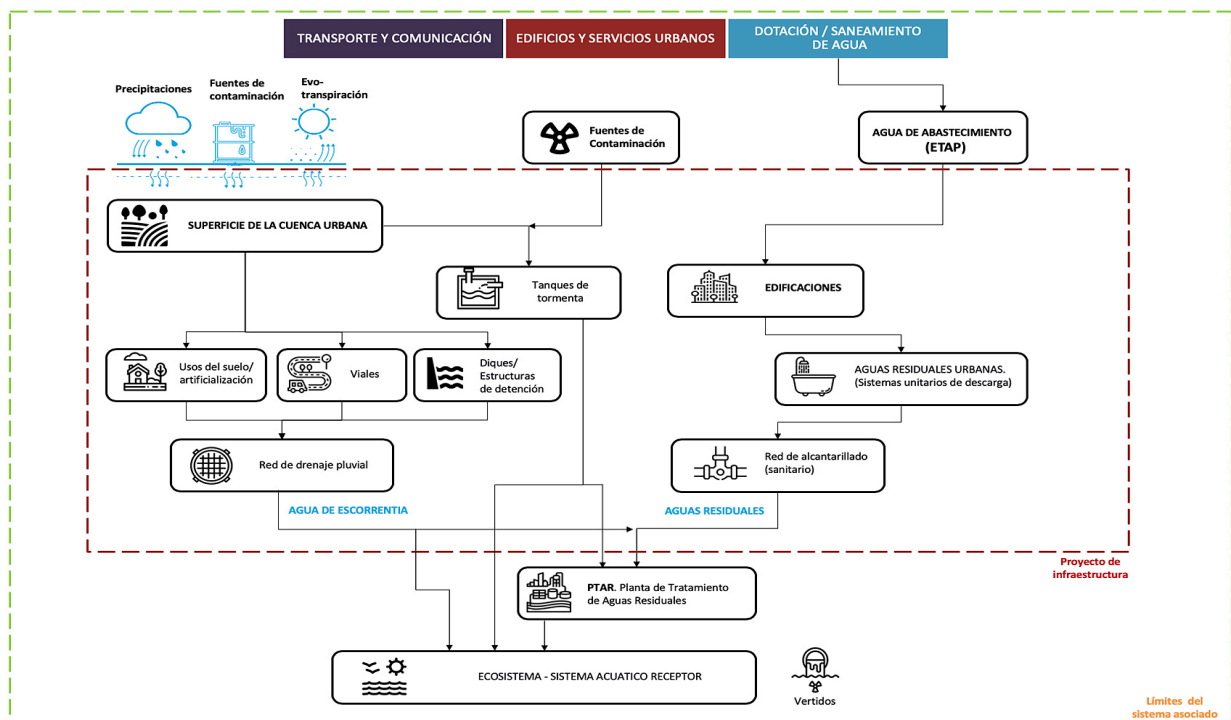 TRANSPORTE Y COMUNICACIÓN
EDIFICIOS Y SERVICIOS URBANOS
DOTACIÓN / SANEAMIENTO
DE AGUA
Precipitaciones
Fuentes de
contaminación
Evo-
transpiración
Fuentes de
Contaminación
AGUA DE ABASTECIMIENTO
(ETAP)
SUPERFICIE DE LA CUENCA URBANA
Tanques de
tormenta
EDIFICACIONES
Usos del suelo/
artificialización
Viales
Diques/
Estructuras
de detención
AGUAS RESIDUALES URBANAS.
(Sistemas unitarios de descarga)
Red de drenaje pluvial
Red de alcantarillado
(sanitario)
AGUA DE ESCORRENTIA
AGUAS RESIDUALES
Proyecto de
infraestructura
PTAR. Planta de Tratamiento
de Aguas Residuales
ECOSISTEMA - SISTEMA ACUATICO RECEPTOR
Vertidos
Límites del
sistema asociado